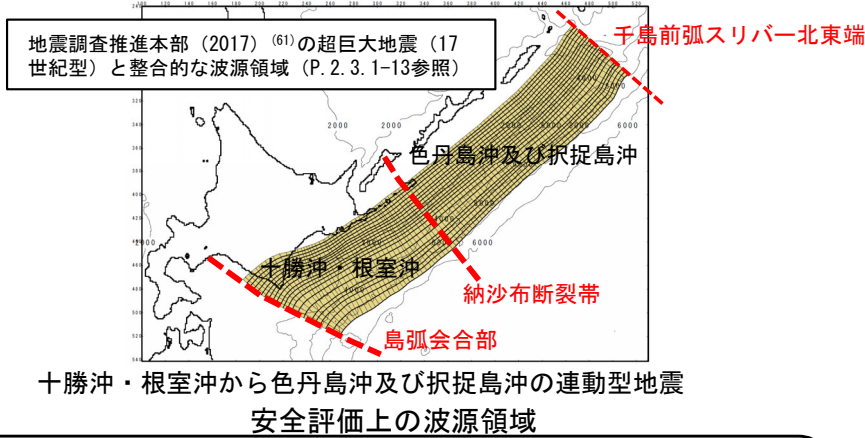 地震調査推進本部（2017）⁽⁶¹⁾の超巨大地震（17
世紀型）と整合的な波源領域（P.2.3.1-13参照）
千島前弧スリバー北東端
6000
2000 2000
6000
色丹島沖及び択捉島沖
6000
十勝沖・根室沖
納沙布断裂帯
島弧会合部
十勝沖・根室沖から色丹島沖及び択捉島沖の連動型地震
安全評価上の波源領域